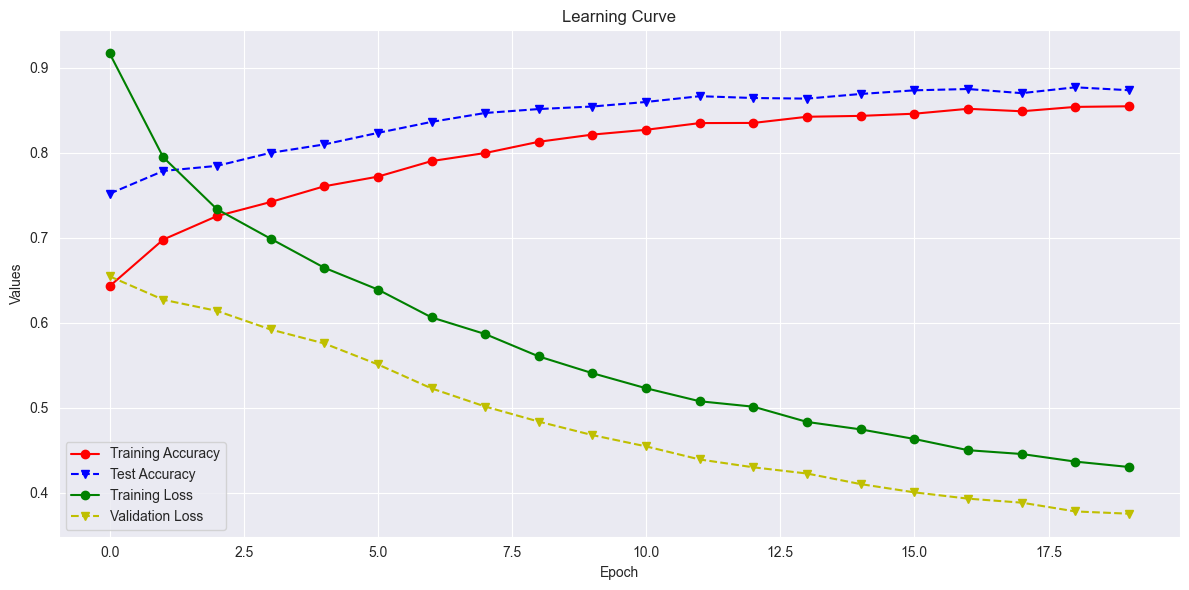 Learning Curve
0.9
0.8
0.7
0.6
0.5
0.4
Values
Training Accuracy
Test Accuracy
Training Loss
Validation Loss
0.0 2.5 5.0 7.5 10.0 12.5 15.0 17.5
Epoch